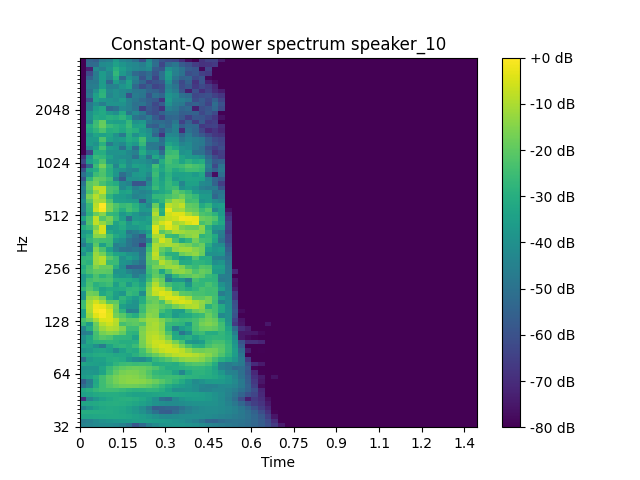 Constant-Q power spectrum speaker_10
+0 dB
2048
-10 dB
1024
-20 dB
512
-30 dB
Hz
-40 dB
256
-50 dB
128
-60 dB
64
-70 dB
32
-80 dB
0 0.15 0.3 0.45 0.6 0.75 0.9 1.1 1.2 1.4
Time